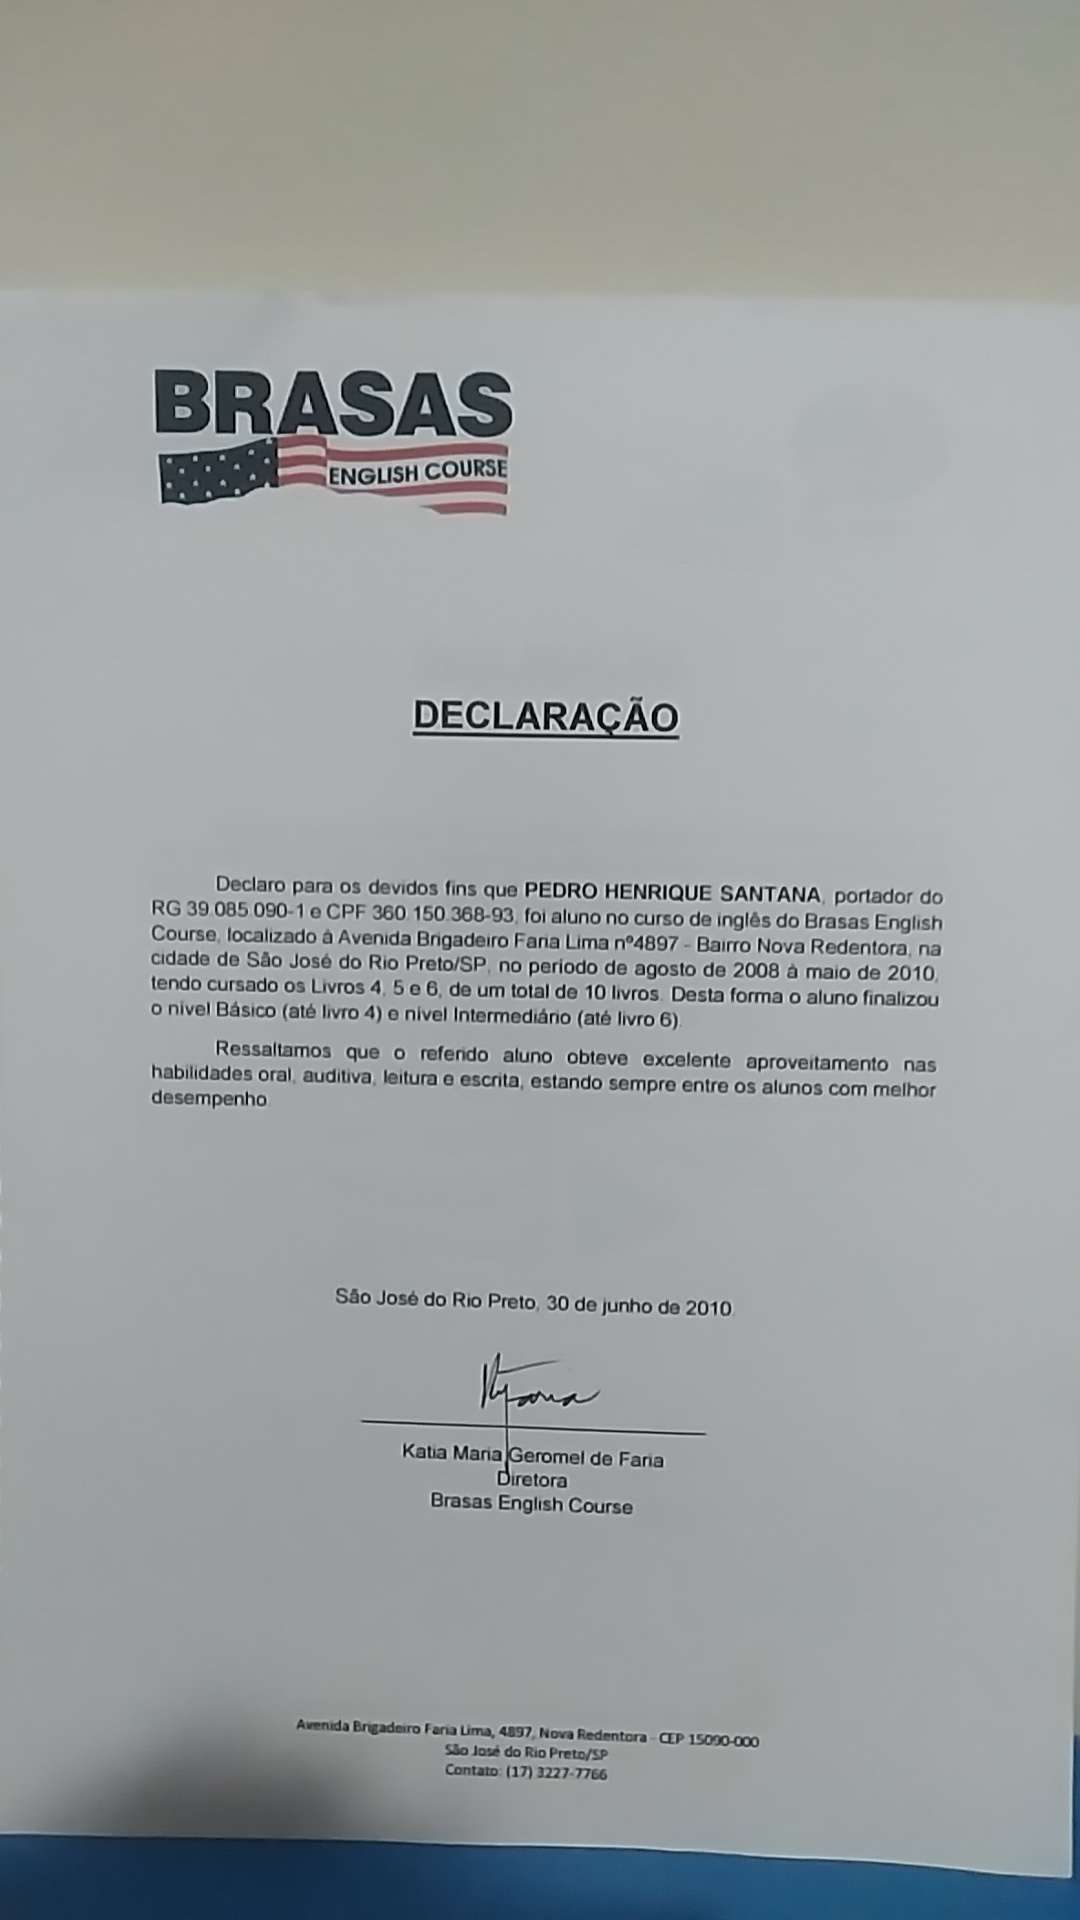 BRASAS
ENGLISH COURSE
DECLARAÇÃO
Declaro para os devidos fins que PEDRO HENRIQUE SANTANA, portador do
RG 39.085.090-1 e CPF 360.150.368-93, foi aluno no curso de inglês do Brasas English
Course, localizado à Avenida Brigadeiro Faria Lima nº4897 - Bairro Nova Redentora, na
cidade de São José do Rio Preto/SP, no período de agosto de 2008 à maio de 2010,
tendo cursado os Livros 4, 5 e 6, de um total de 10 livros. Desta forma o aluno finalizou
o nível Básico (até livro 4) e nível Intermediário (até livro 6).
Ressaltamos que o referido aluno obteve excelente aproveitamento nas
habilidades oral, auditiva, leitura e escrita, estando sempre entre os alunos com melhor
desempenho.
São José do Rio Preto, 30 de junho de 2010.
Katia Maria Geromel de Faria
Diretora
Brasas English Course
Avenida Brigadeiro Faria Lima, 4897, Nova Redentora - CEP 15090-000
São José do Rio Preto/SP
Contato: (17) 3227-7766